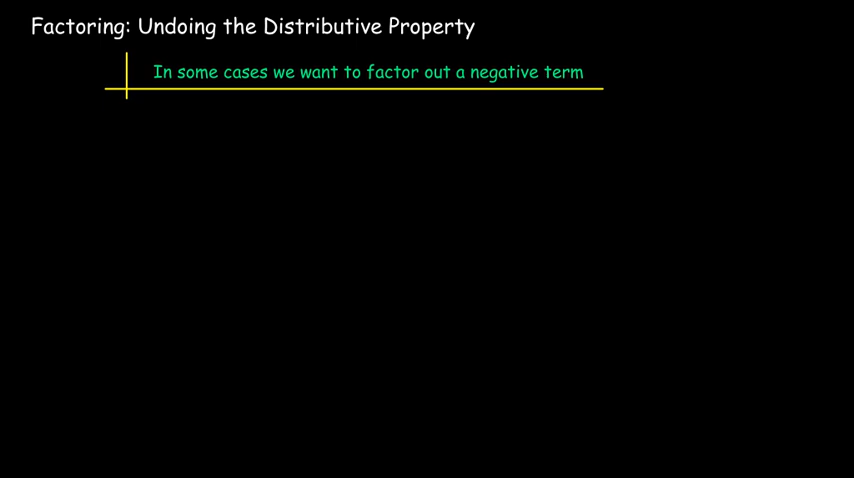 Factoring: Undoing the Distributive Property
In some cases we want to factor out a negative term